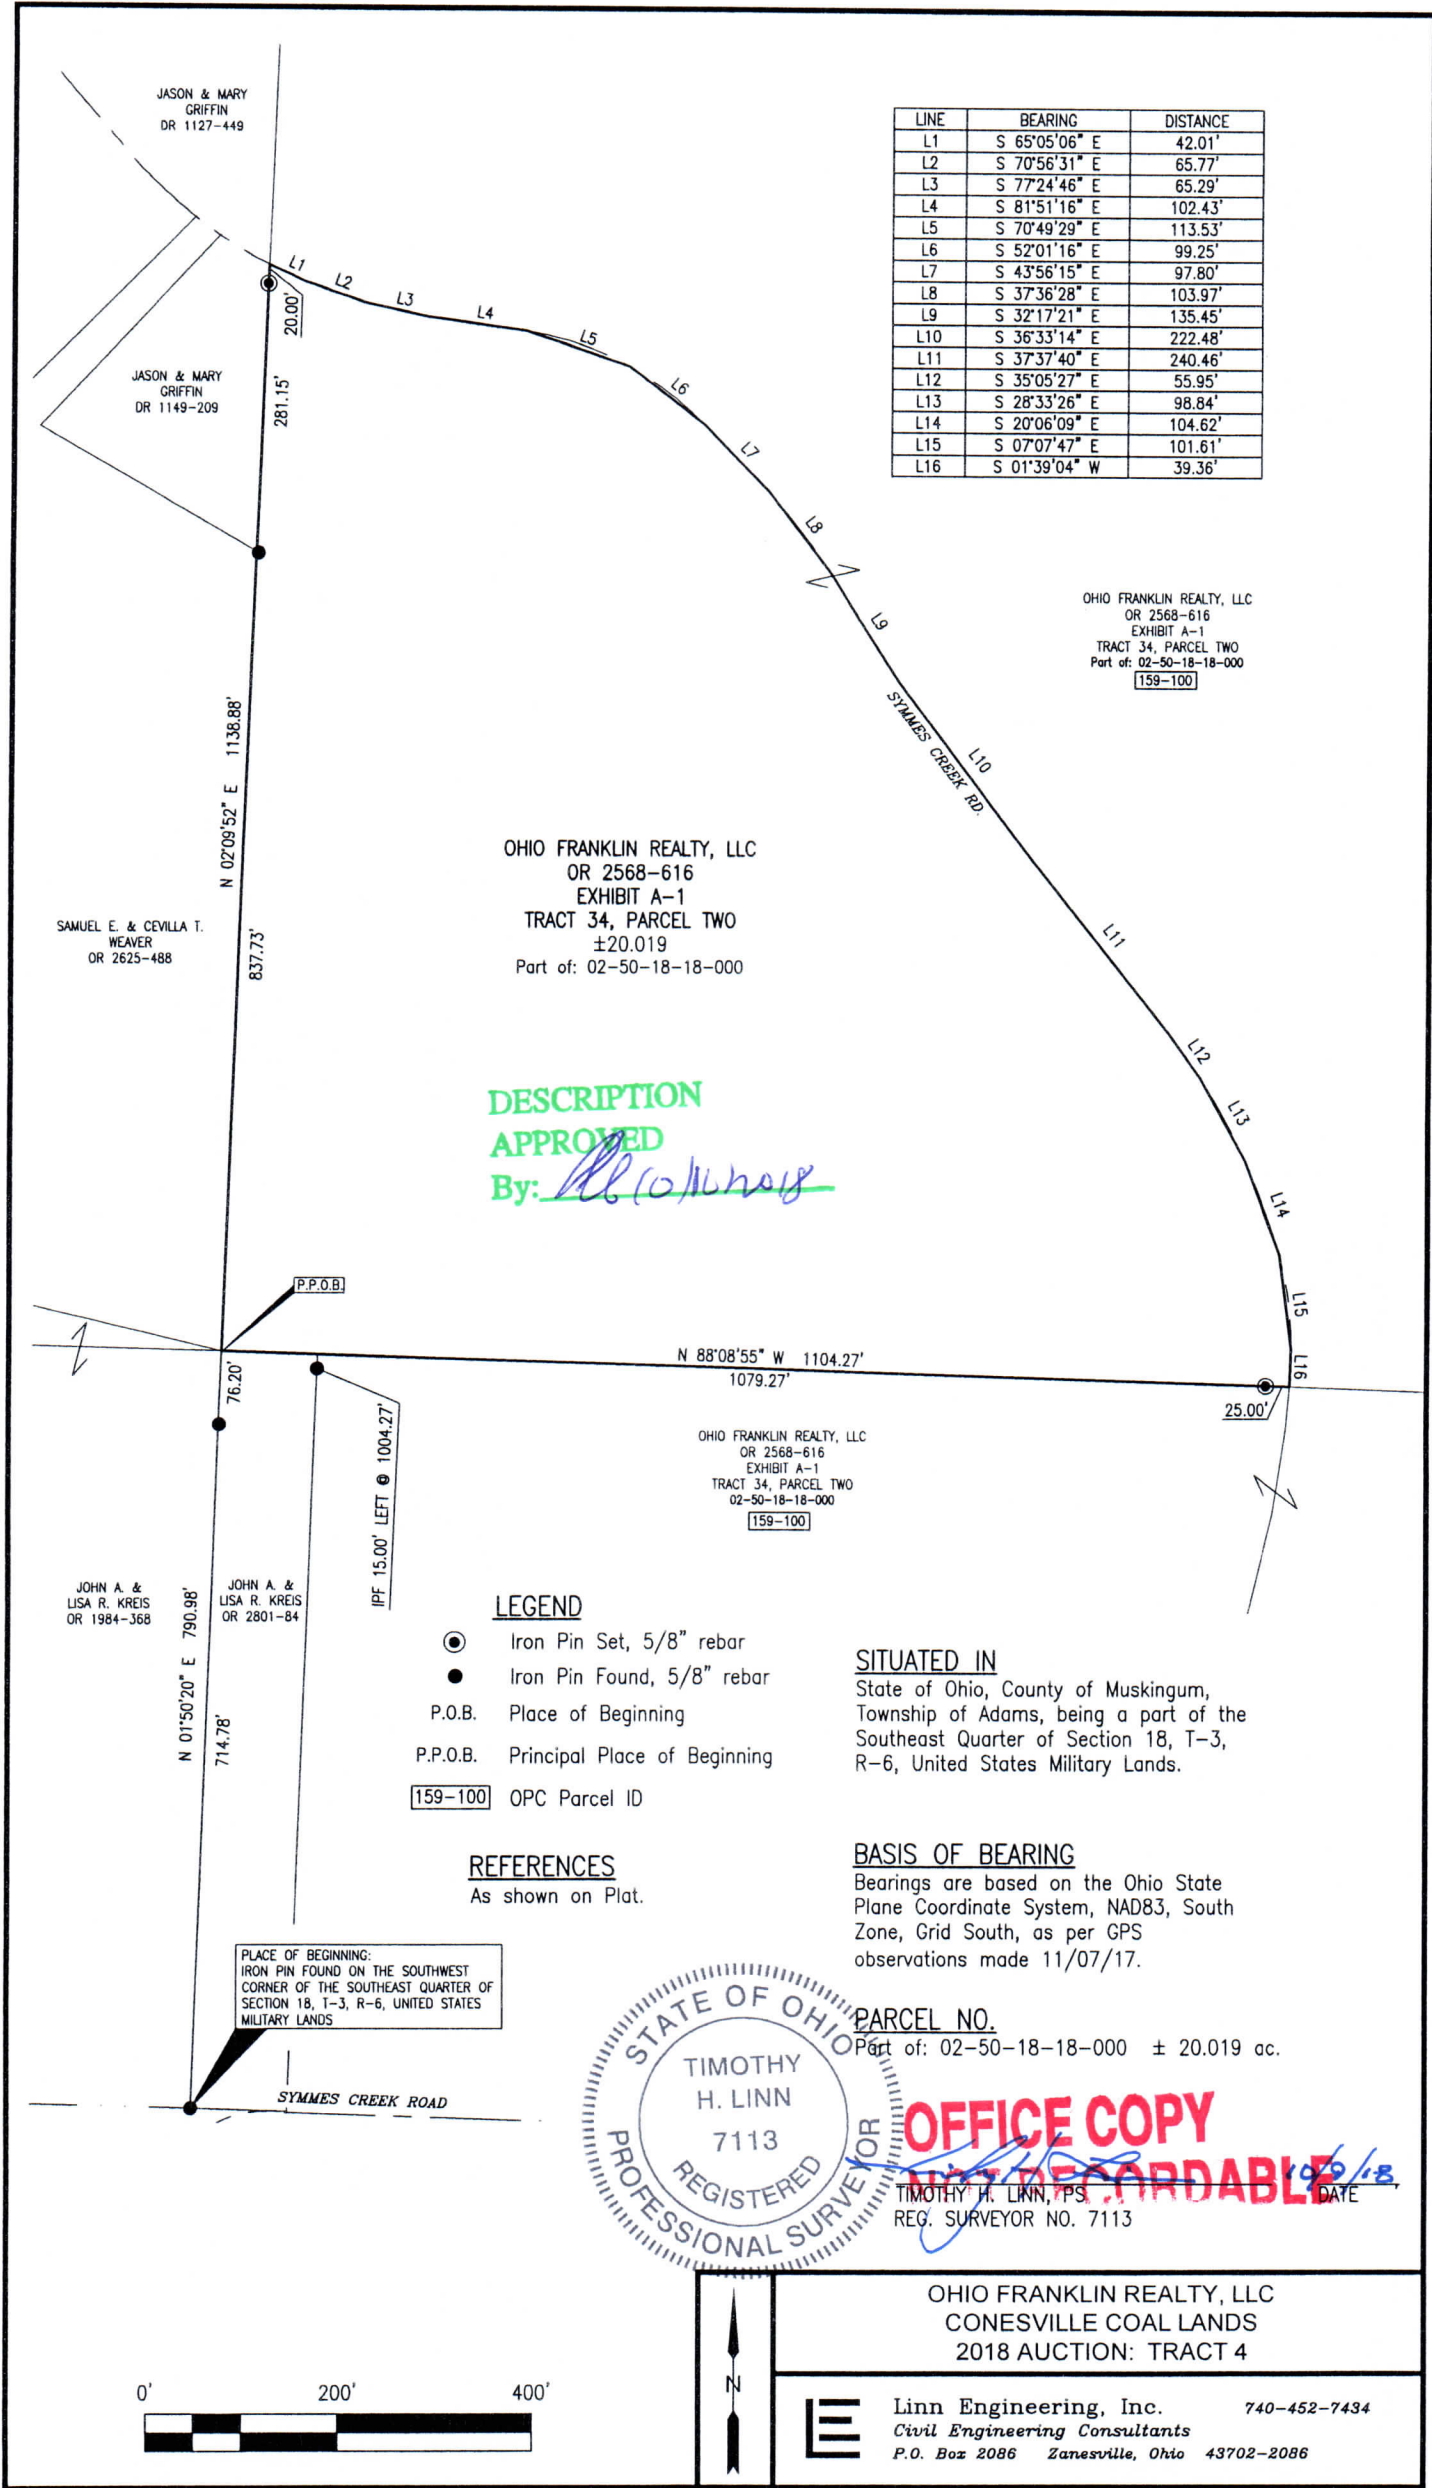 JASON & MARY
GRIFFIN
DR 1127-449
LINE BEARING DISTANCE
L1 S 65°05'06" E 42.01'
L2 S 70°56'31" E 65.77'
L3 S 77°24'46" E 65.29'
L4 S 81°51'16" E 102.43'
L5 S 70°49'29" E 113.53'
L6 S 52°01'16" E 99.25'
L7 S 43°56'15" E 97.80'
L8 S 37°36'28" E 103.97'
L9 S 32°17'21" E 135.45'
L10 S 36°33'14" E 222.48'
L11 S 37°37'40" E 240.46'
L12 S 35°05'27" E 55.95'
L13 S 28°33'26" E 98.84'
L14 S 20°06'09" E 104.62'
L15 S 07°07'47" E 101.61'
L16 S 01°39'04" W 39.36'
L1
L2
L3
L4
L5
L6
L7
L8
L9
L10
L11
L12
L13
L14
L15
L16
20.00'
281.15'
JASON & MARY
GRIFFIN
DR 1149-209
OHIO FRANKLIN REALTY, LLC
OR 2568-616
EXHIBIT A-1
TRACT 34, PARCEL TWO
Part of: 02-50-18-18-000
159-100
SYMMES CREEK RD.
N 02°09'52" E 1138.88'
837.73'
SAMUEL E. & CEVILLA T.
WEAVER
OR 2625-488
OHIO FRANKLIN REALTY, LLC
OR 2568-616
EXHIBIT A-1
TRACT 34, PARCEL TWO
±20.019
Part of: 02-50-18-18-000
DESCRIPTION
APPROVED
By:
P.P.O.B.
N 88°08'55" W 1104.27'
1079.27'
25.00'
76.20'
IPF 15.00' LEFT @ 1004.27'
OHIO FRANKLIN REALTY, LLC
OR 2568-616
EXHIBIT A-1
TRACT 34, PARCEL TWO
02-50-18-18-000
159-100
JOHN A. &
LISA R. KREIS
OR 1984-368
N 01°50'20" E 790.98'
714.78'
JOHN A. &
LISA R. KREIS
OR 2801-84
LEGEND
Iron Pin Set, 5/8" rebar
Iron Pin Found, 5/8" rebar
P.O.B. Place of Beginning
P.P.O.B. Principal Place of Beginning
159-100 OPC Parcel ID
REFERENCES
As shown on Plat.
SITUATED IN
State of Ohio, County of Muskingum,
Township of Adams, being a part of the
Southeast Quarter of Section 18, T-3,
R-6, United States Military Lands.
BASIS OF BEARING
Bearings are based on the Ohio State
Plane Coordinate System, NAD83, South
Zone, Grid South, as per GPS
observations made 11/07/17.
PLACE OF BEGINNING:
IRON PIN FOUND ON THE SOUTHWEST
CORNER OF THE SOUTHEAST QUARTER OF
SECTION 18, T-3, R-6, UNITED STATES
MILITARY LANDS
SYMMES CREEK ROAD
PARCEL NO.
Part of: 02-50-18-18-000 ± 20.019 ac.
STATE OF OHIO
TIMOTHY
H. LINN
7113
REGISTERED
PROFESSIONAL SURVEYOR
OFFICE COPY
NOT RECORDABLE
10/9/18
TIMOTHY H. LINN, PS DATE
REG. SURVEYOR NO. 7113
OHIO FRANKLIN REALTY, LLC
CONESVILLE COAL LANDS
2018 AUCTION: TRACT 4
N
0' 200' 400'
Linn Engineering, Inc. 740-452-7434
Civil Engineering Consultants
P.O. Box 2086 Zanesville, Ohio 43702-2086